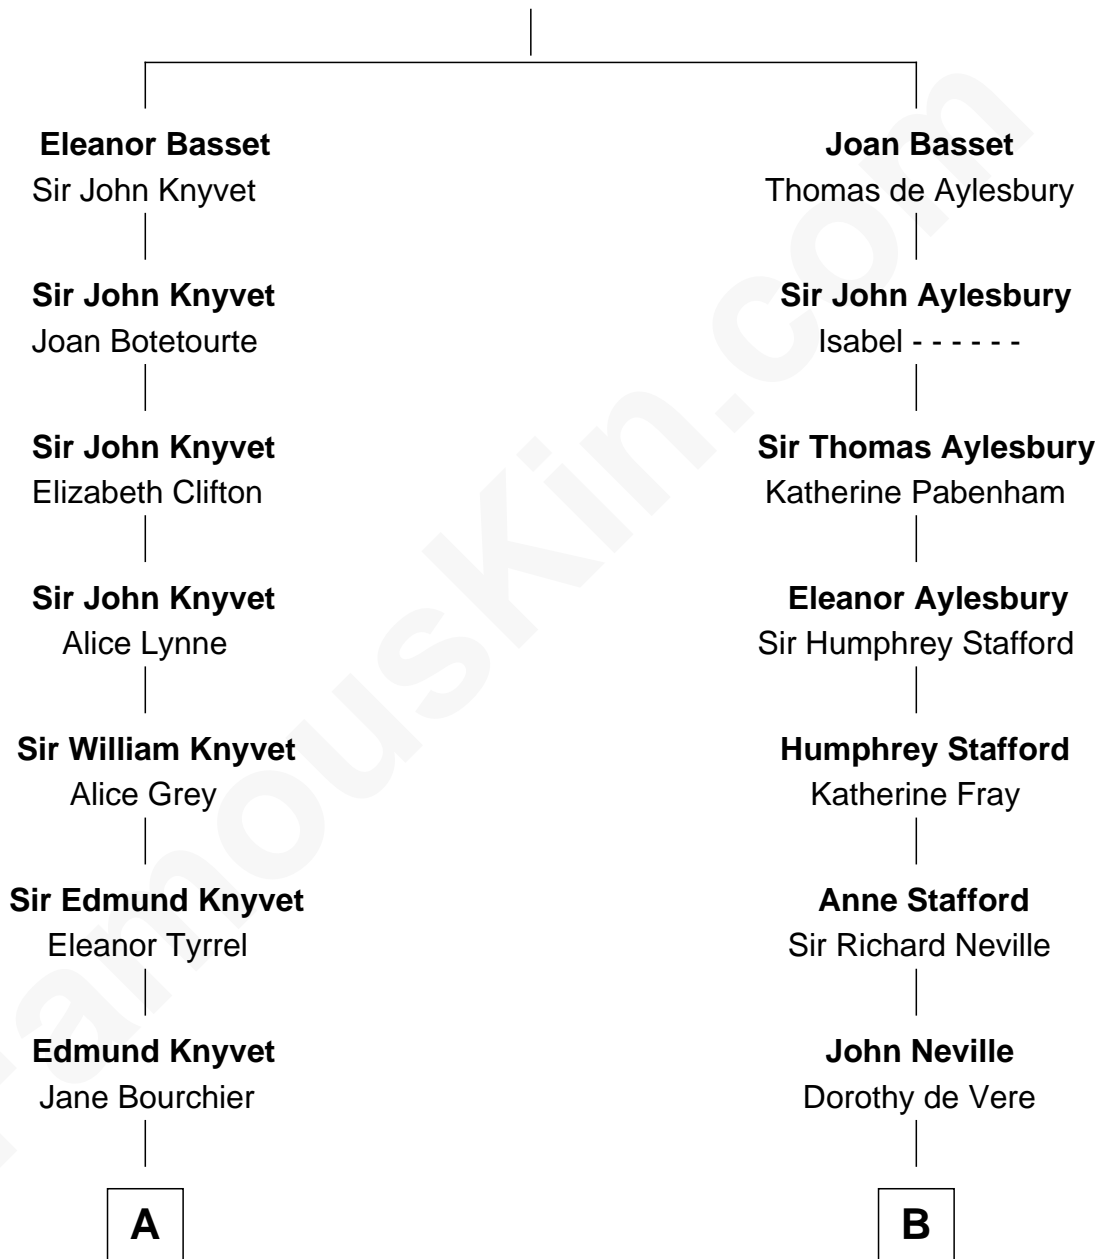 Eleanor Basset
Sir John Knyvet
Joan Basset
Thomas de Aylesbury
Sir John Knyvet
Joan Botetourte
Sir John Aylesbury
Isabel - - - - - -
Sir John Knyvet
Elizabeth Clifton
Sir Thomas Aylesbury
Katherine Pabenham
Sir John Knyvet
Alice Lynne
Eleanor Aylesbury
Sir Humphrey Stafford
Sir William Knyvet
Alice Grey
Humphrey Stafford
Katherine Fray
Sir Edmund Knyvet
Eleanor Tyrrel
Anne Stafford
Sir Richard Neville
Edmund Knyvet
Jane Bourchier
John Neville
Dorothy de Vere
A
B
FamousKin.com